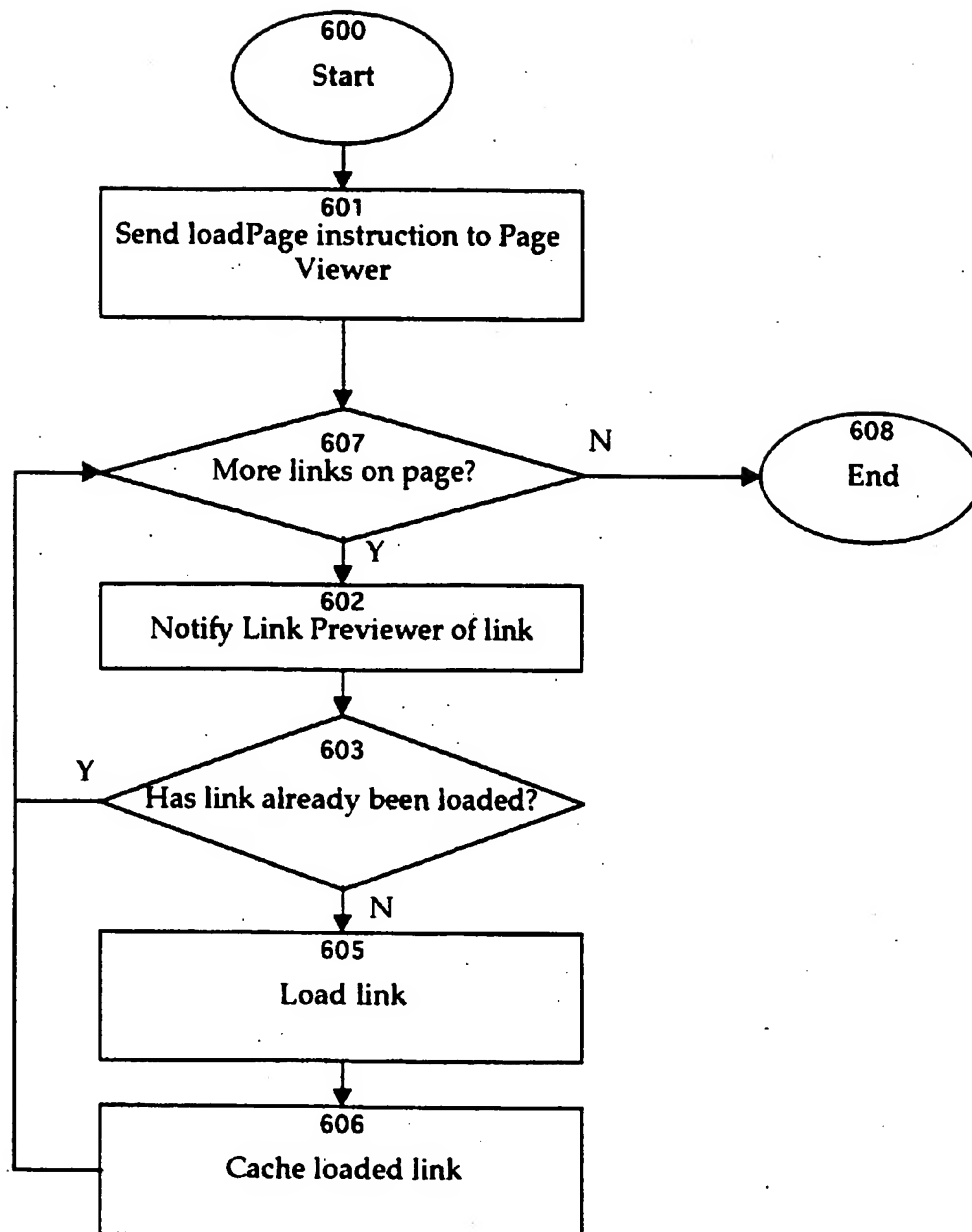 600
Start
601
Send loadPage instruction to Page
Viewer
607
More links on page?
N
608
End
Y
602
Notify Link Previewer of link
603
Y
Has link already been loaded?
N
605
Load link
606
Cache loaded link